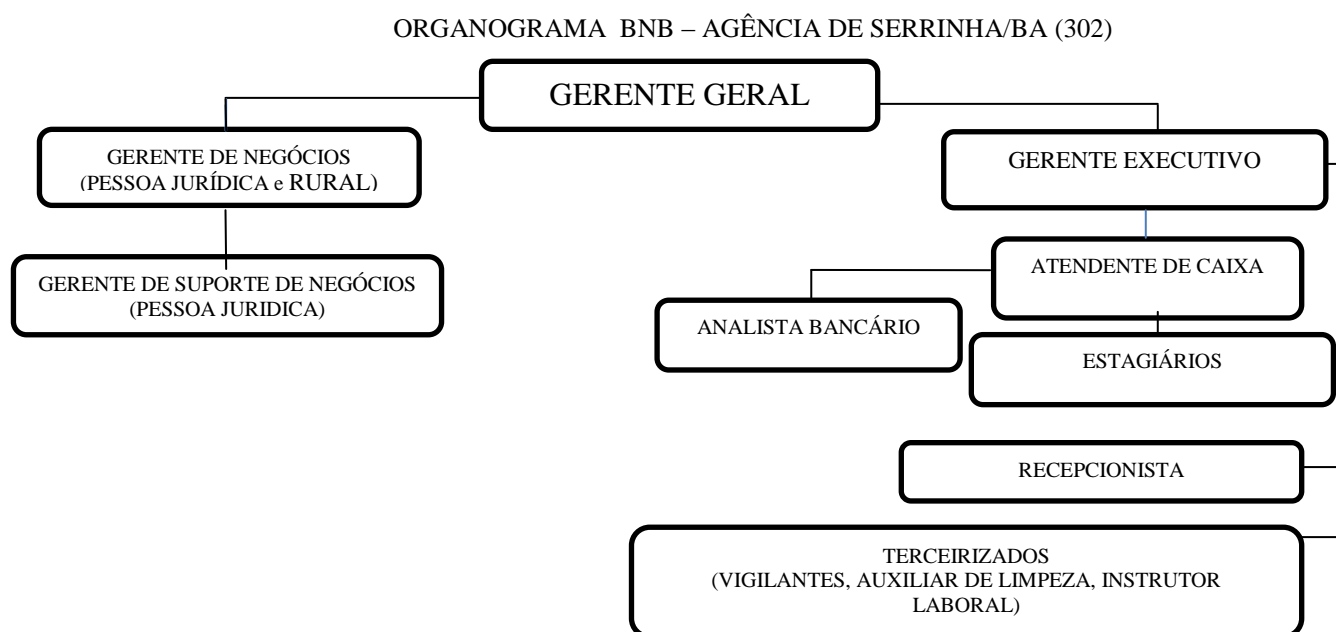 ORGANOGRAMA BNB – AGÊNCIA DE SERRINHA/BA (302)
GERENTE GERAL
GERENTE DE NEGÓCIOS
(PESSOA JURÍDICA e RURAL)
GERENTE EXECUTIVO
GERENTE DE SUPORTE DE NEGÓCIOS
(PESSOA JURIDICA)
ATENDENTE DE CAIXA
ANALISTA BANCÁRIO
ESTAGIÁRIOS
RECEPCIONISTA
TERCEIRIZADOS
(VIGILANTES, AUXILIAR DE LIMPEZA, INSTRUTOR
LABORAL)